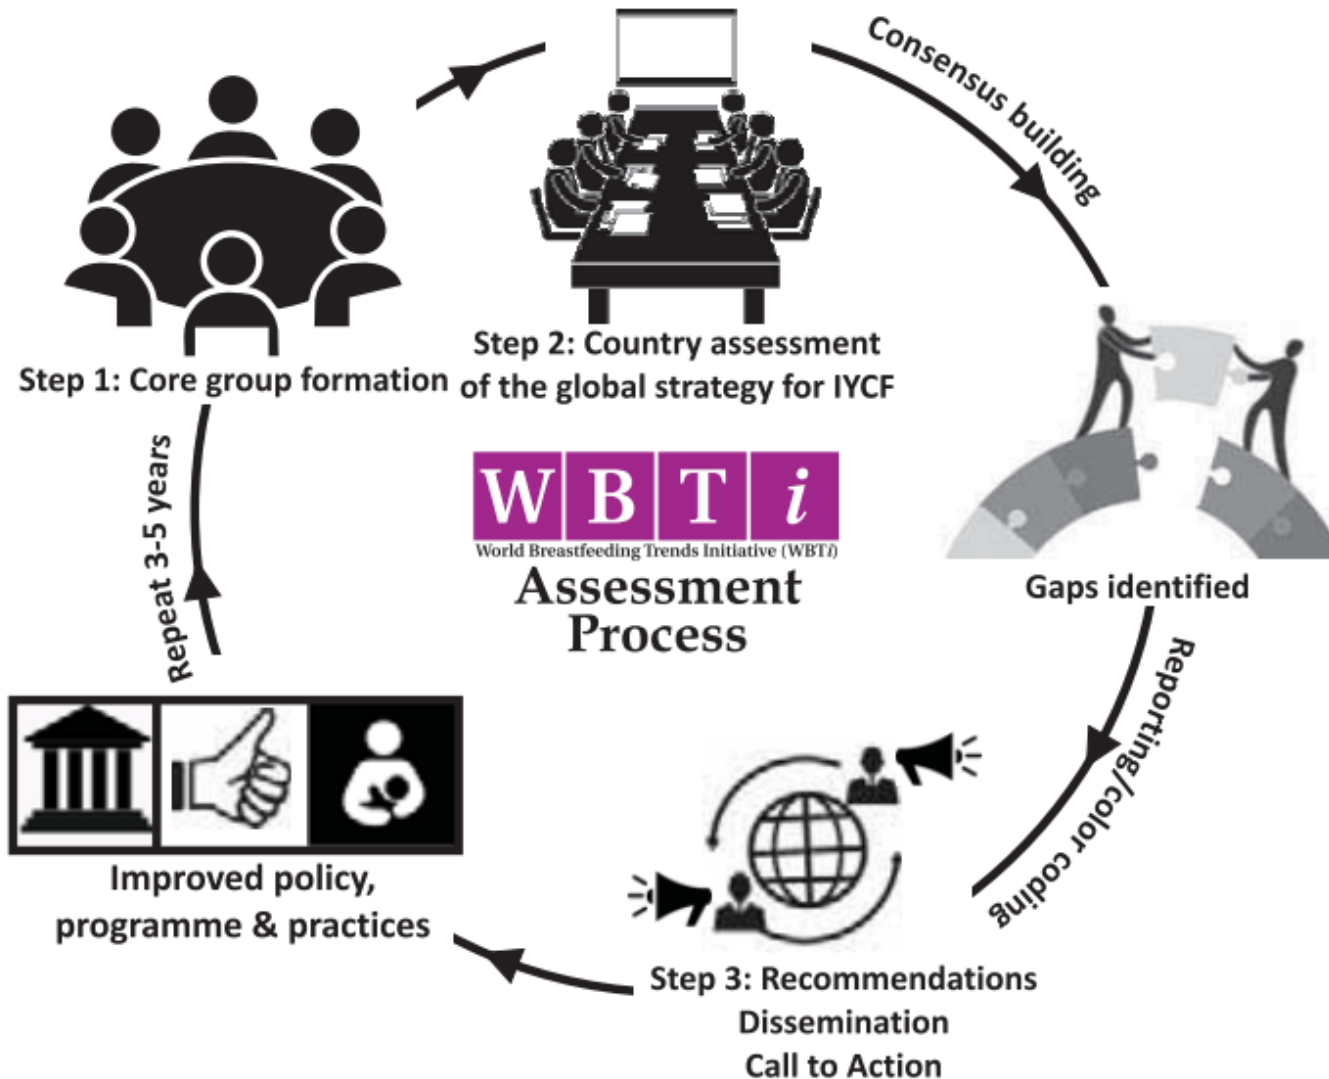 Step 1: Core group formation
Step 2: Country assessment
of the global strategy for IYCF
Consensus building
Gaps identified
Reporting/color coding
Step 3: Recommendations
Dissemination
Call to Action
Improved policy,
programme & practices
Repeat 3-5 years
W B T i
World Breastfeeding Trends Initiative (WBTi)
Assessment
Process